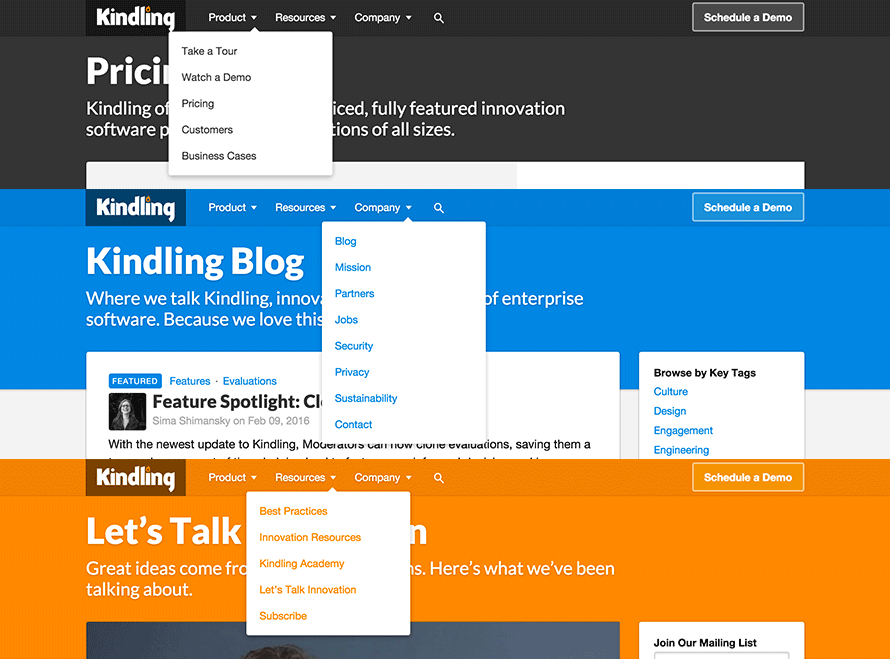 Kindling Product Resources Company Schedule a Demo
Take a Tour
Watch a Demo
Pricing
Customers
Business Cases
Kindling
iced, fully featured innovation
software
tions of all sizes.
Kindling Product Resources Company Schedule a Demo
Blog
Mission
Partners
Jobs
Security
Privacy
Sustainability
Contact
Kindling Blog
Where we talk Kindling, innova of enterprise
software. Because we love this
FEATURED Features · Evaluations
Feature Spotlight: Cl
Sima Shimansky on Feb 09, 2016
With the newest update to Kindling, Moderators can now clone evaluations, saving them a
Browse by Key Tags
Culture
Design
Engagement
Engineering
Kindling Product Resources Company Schedule a Demo
Best Practices
Innovation Resources
Kindling Academy
Let's Talk Innovation
Subscribe
Let's Talk n
Great ideas come fro ns. Here's what we've been
talking about.
Join Our Mailing List